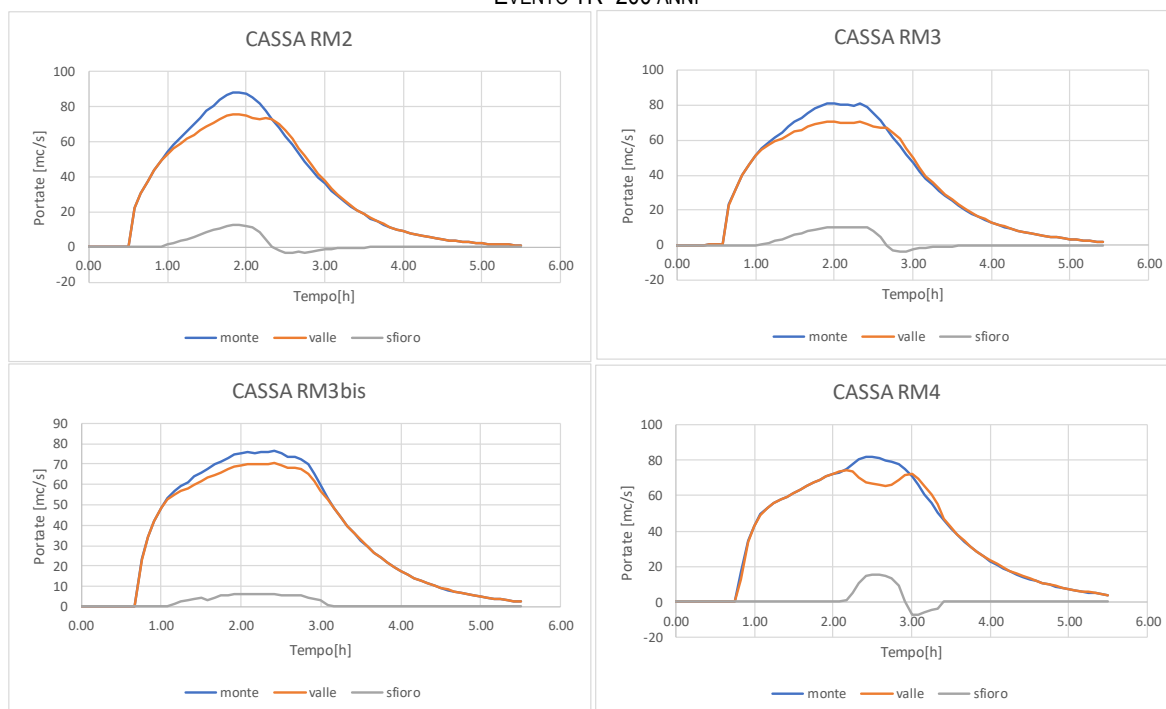 EVENTO TR 200 ANNI
CASSA RM2
Portate [mc/s]
100
80
60
40
20
0
-20
0.00 1.00 2.00 3.00 4.00 5.00 6.00
Tempo[h]
monte valle sfioro
CASSA RM3
Portate [mc/s]
100
80
60
40
20
0
-20
0.00 1.00 2.00 3.00 4.00 5.00 6.00
Tempo[h]
monte valle sfioro
CASSA RM3bis
Portate [mc/s]
90
80
70
60
50
40
30
20
10
0
0.00 1.00 2.00 3.00 4.00 5.00 6.00
Tempo[h]
monte valle sfioro
CASSA RM4
Portate [mc/s]
100
80
60
40
20
0
-20
0.00 1.00 2.00 3.00 4.00 5.00 6.00
Tempo[h]
monte valle sfioro